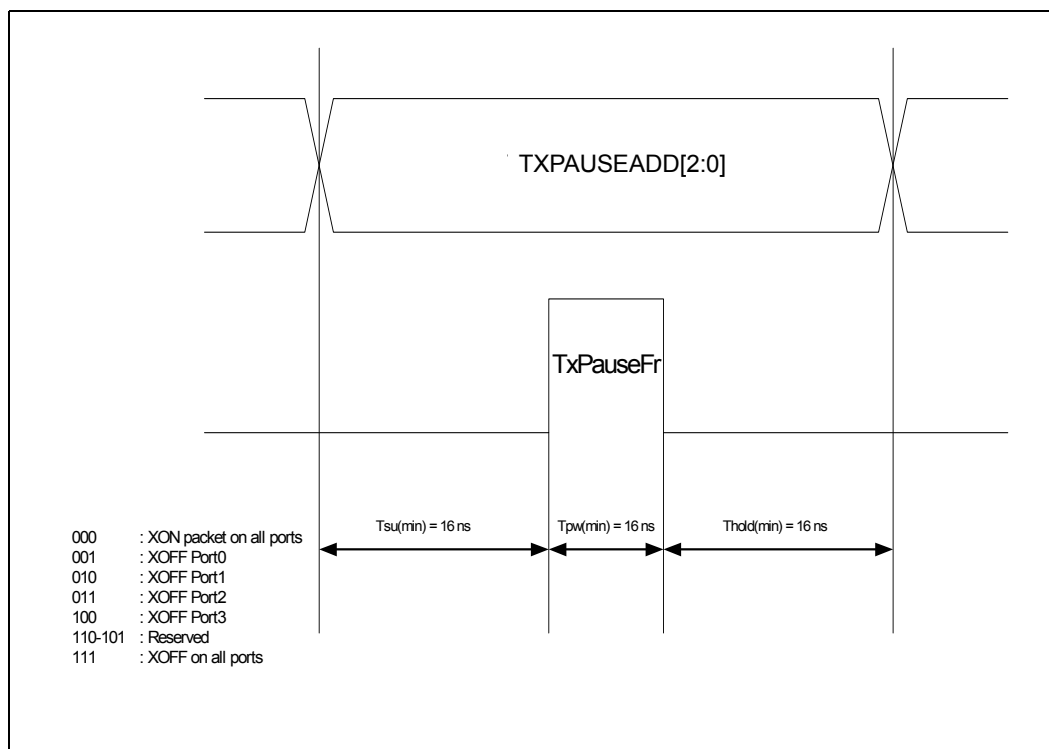 TXPAUSEADD[2:0]
TxPauseFr
Tsu(min) = 16 ns
Tpw(min) = 16 ns
Thold(min) = 16 ns
000 : XON packet on all ports
001 : XOFF Port0
010 : XOFF Port1
011 : XOFF Port2
100 : XOFF Port3
110-101 : Reserved
111 : XOFF on all ports